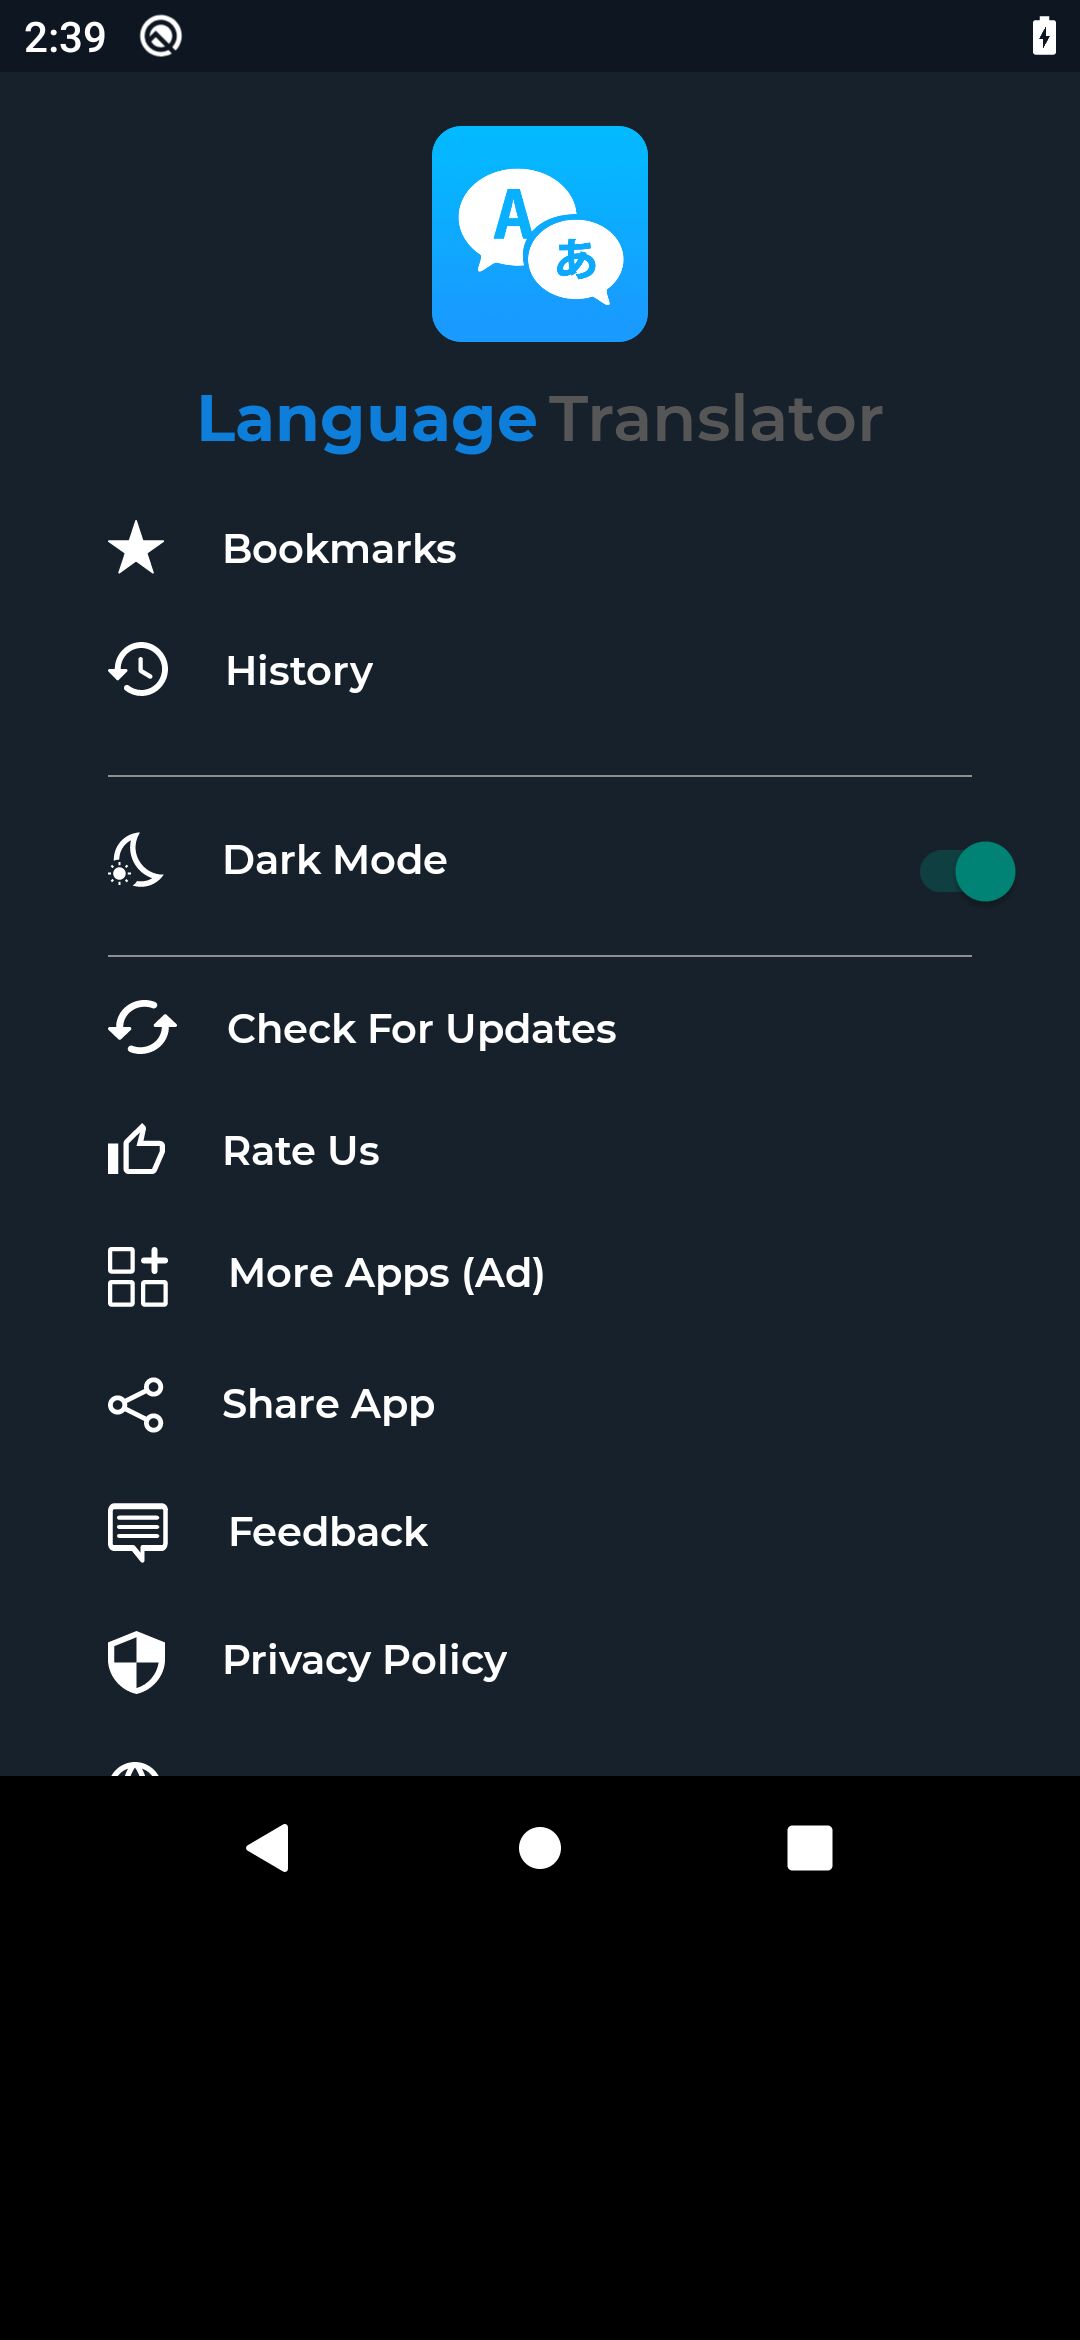 2:39
A
あ
Language Translator
Bookmarks
History
Dark Mode
Check For Updates
Rate Us
More Apps (Ad)
Share App
Feedback
Privacy Policy